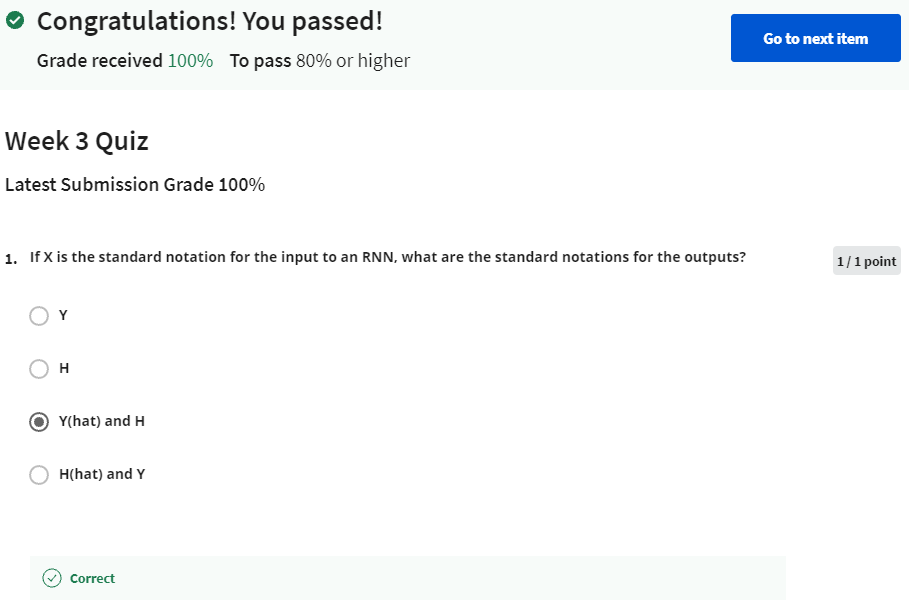 Congratulations! You passed!
Go to next item
Grade received 100% To pass 80% or higher
Week 3 Quiz
Latest Submission Grade 100%
1. If X is the standard notation for the input to an RNN, what are the standard notations for the outputs?
1 / 1 point
Y
H
Y(hat) and H
H(hat) and Y
Correct